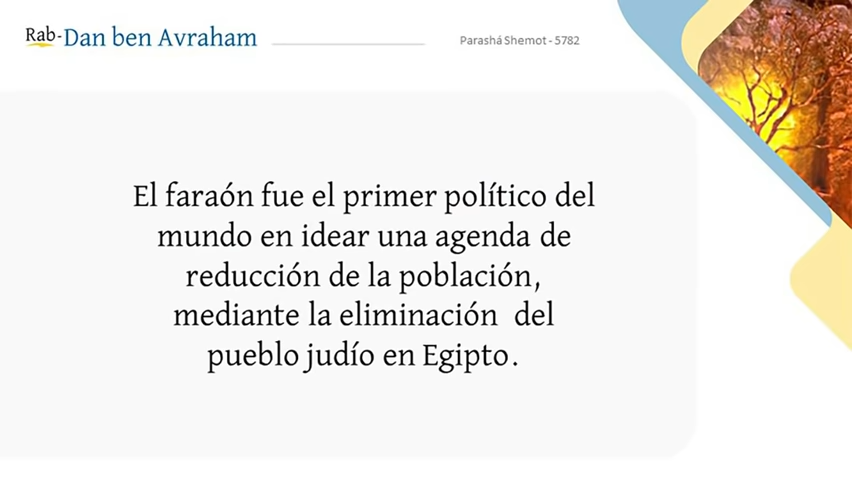 Rab-Dan ben Avraham
Parashá Shemot - 5782
El faraón fue el primer político del
mundo en idear una agenda de
reducción de la población,
mediante la eliminación del
pueblo judío en Egipto.